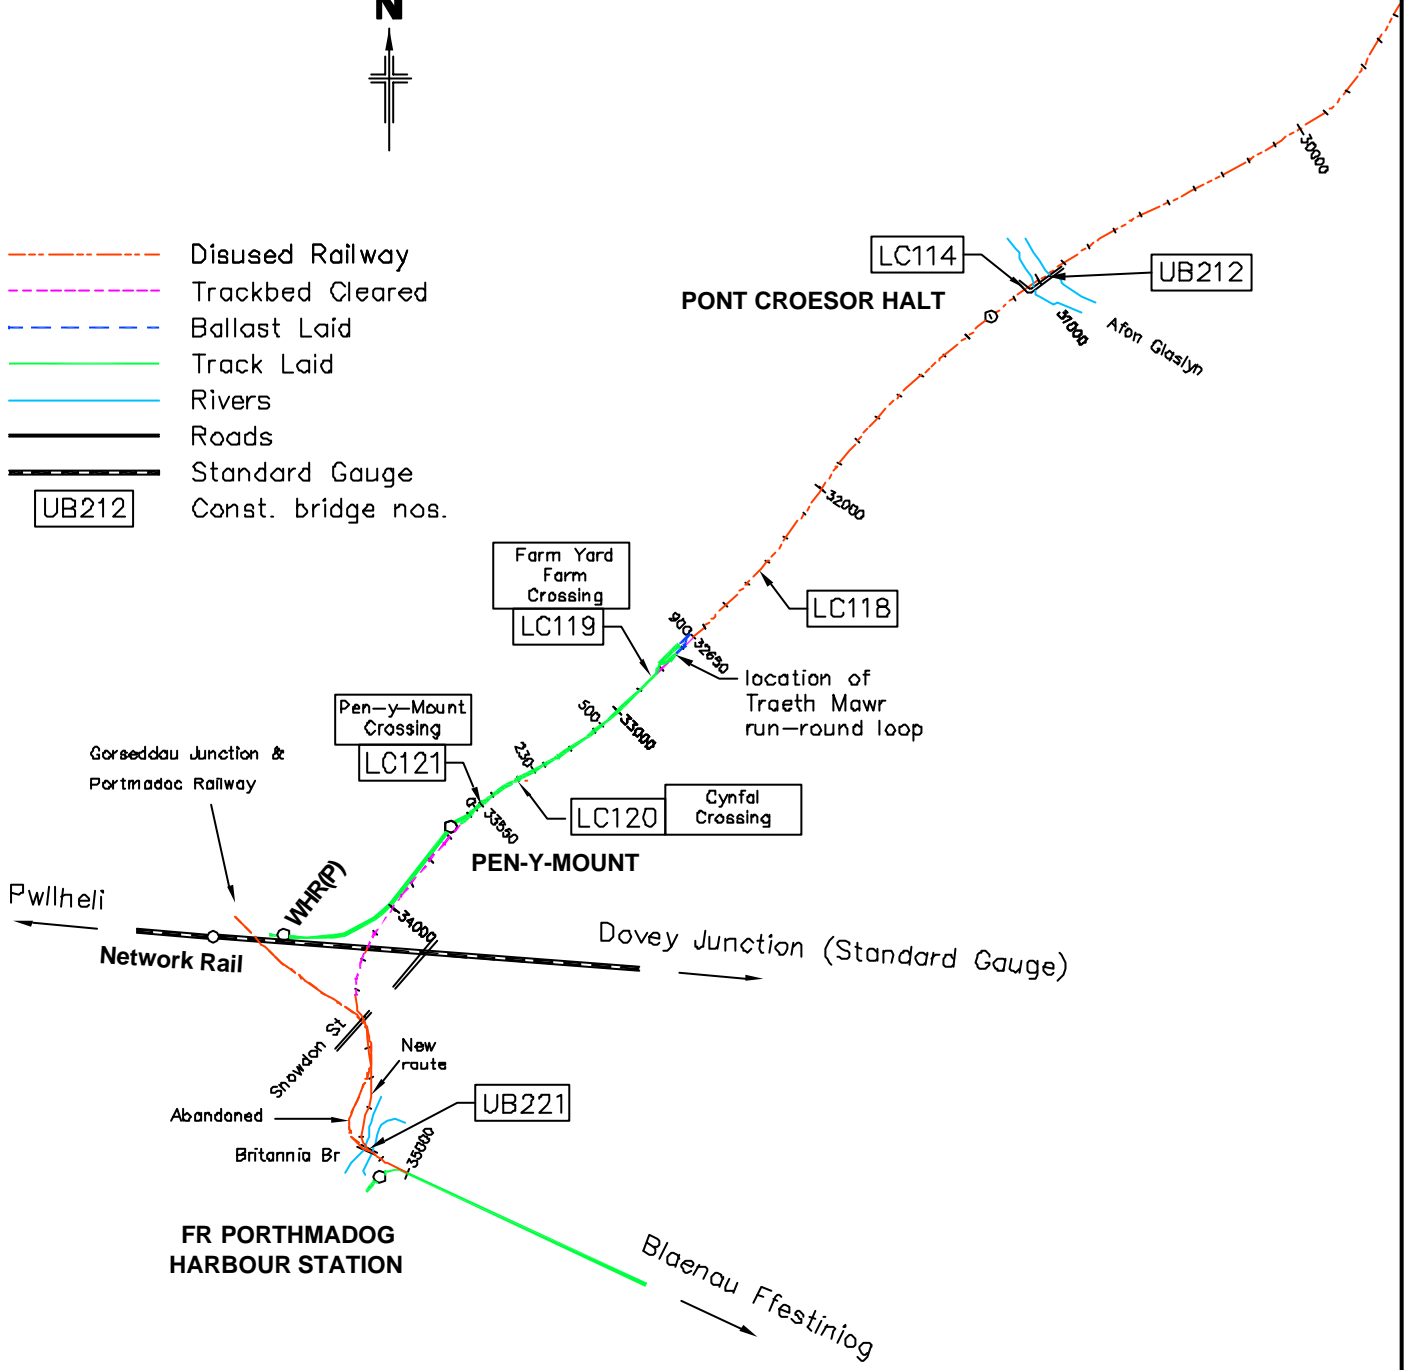 N
Disused Railway
Trackbed Cleared
Ballast Laid
Track Laid
Rivers
Roads
Standard Gauge
UB212
Const. bridge nos.
30000
LC114
UB212
PONT CROESOR HALT
31000
Afon Glaslyn
32000
LC118
Farm Yard
Farm
Crossing
LC119
900
32650
location of
Traeth Mawr
run-round loop
500
33000
Pen-y-Mount
Crossing
LC121
230
LC120
Cynfal
Crossing
0
33550
PEN-Y-MOUNT
Gorseddau Junction &
Portmadoc Railway
Pwllheli
WHR(P)
34000
Network Rail
Dovey Junction (Standard Gauge)
Snowdon St
New
route
Abandoned
UB221
Britannia Br
35000
FR PORTHMADOG
HARBOUR STATION
Blaenau Ffestiniog